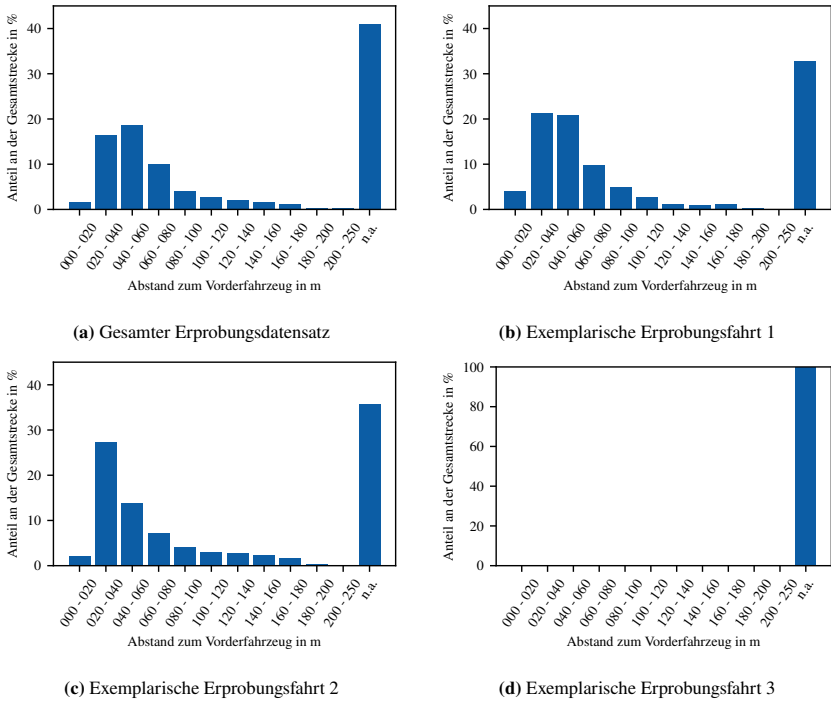 Anteil an der Gesamtstrecke in %
40
30
20
10
0
000 - 020
020 - 040
040 - 060
060 - 080
080 - 100
100 - 120
120 - 140
140 - 160
160 - 180
180 - 200
200 - 250
n.a.
Abstand zum Vorderfahrzeug in m
(a) Gesamter Erprobungsdatensatz
Anteil an der Gesamtstrecke in %
40
30
20
10
0
000 - 020
020 - 040
040 - 060
060 - 080
080 - 100
100 - 120
120 - 140
140 - 160
160 - 180
180 - 200
200 - 250
n.a.
Abstand zum Vorderfahrzeug in m
(b) Exemplarische Erprobungsfahrt 1
Anteil an der Gesamtstrecke in %
40
30
20
10
0
000 - 020
020 - 040
040 - 060
060 - 080
080 - 100
100 - 120
120 - 140
140 - 160
160 - 180
180 - 200
200 - 250
n.a.
Abstand zum Vorderfahrzeug in m
(c) Exemplarische Erprobungsfahrt 2
Anteil an der Gesamtstrecke in %
100
80
60
40
20
0
000 - 020
020 - 040
040 - 060
060 - 080
080 - 100
100 - 120
120 - 140
140 - 160
160 - 180
180 - 200
200 - 250
n.a.
Abstand zum Vorderfahrzeug in m
(d) Exemplarische Erprobungsfahrt 3